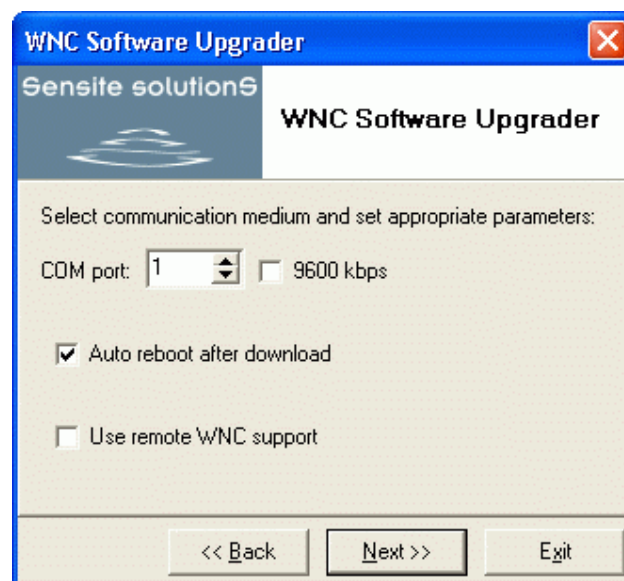 WNC Software Upgrader
Sensite solutionS
WNC Software Upgrader
Select communication medium and set appropriate parameters:
COM port: 1 9600 kbps
Auto reboot after download
Use remote WNC support
<< Back Next >> Exit